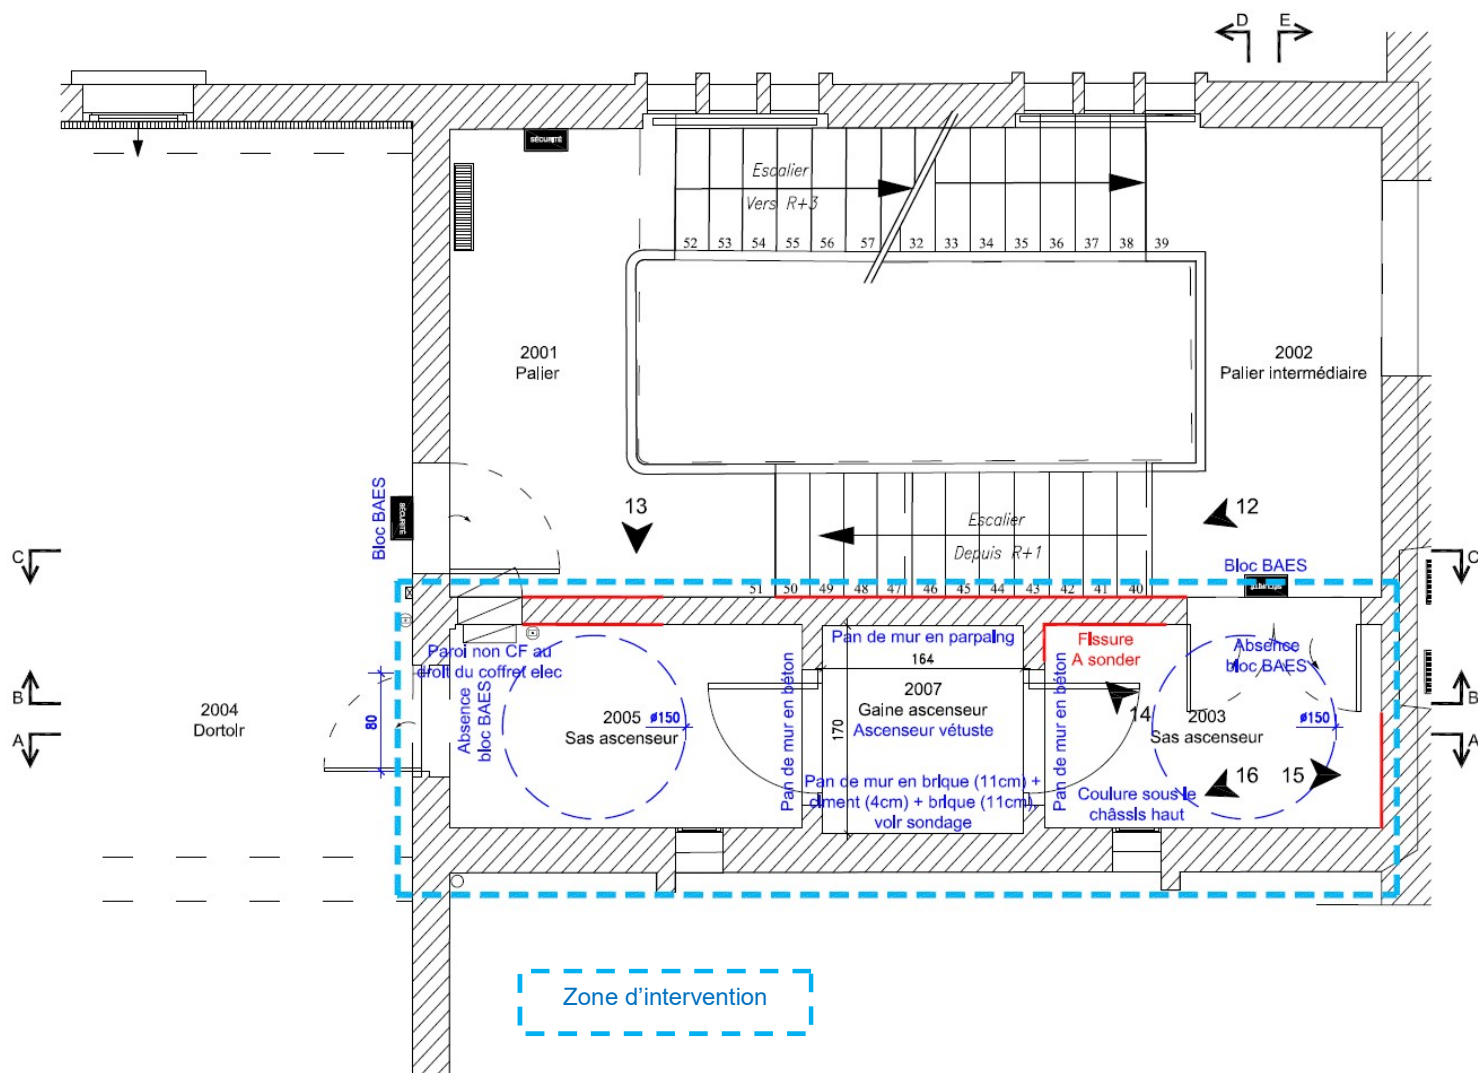 D E
SÉCURITÉ
Escalier
Vers R+3
52 53 54 55 56 57 32 33 34 35 36 37 38 39
2001
Palier
2002
Palier intermédiaire
Bloc BAES
SÉCURITÉ
13
12
Escalier
Depuis R+1
C
C
Bloc BAES
51 50 49 48 47 46 45 44 43 42 41 40
Paroi non CF au
droit du coffret elec
Pan de mur en parpaing
164
Fissure
A sonder
Absence
bloc BAES
B
B
2004
Dortoir
80
Absence
bloc BAES
2005
Sas ascenseur
ø150
Pan de mur en béton
170
2007
Gaine ascenseur
Ascenseur vétuste
Pan de mur en béton
14
2003
Sas ascenseur
ø150
A
A
Pan de mur en brique (11cm) +
ciment (4cm) + brique (11cm),
voir sondage
16
15
Coulure sous le
châssis haut
Zone d'intervention